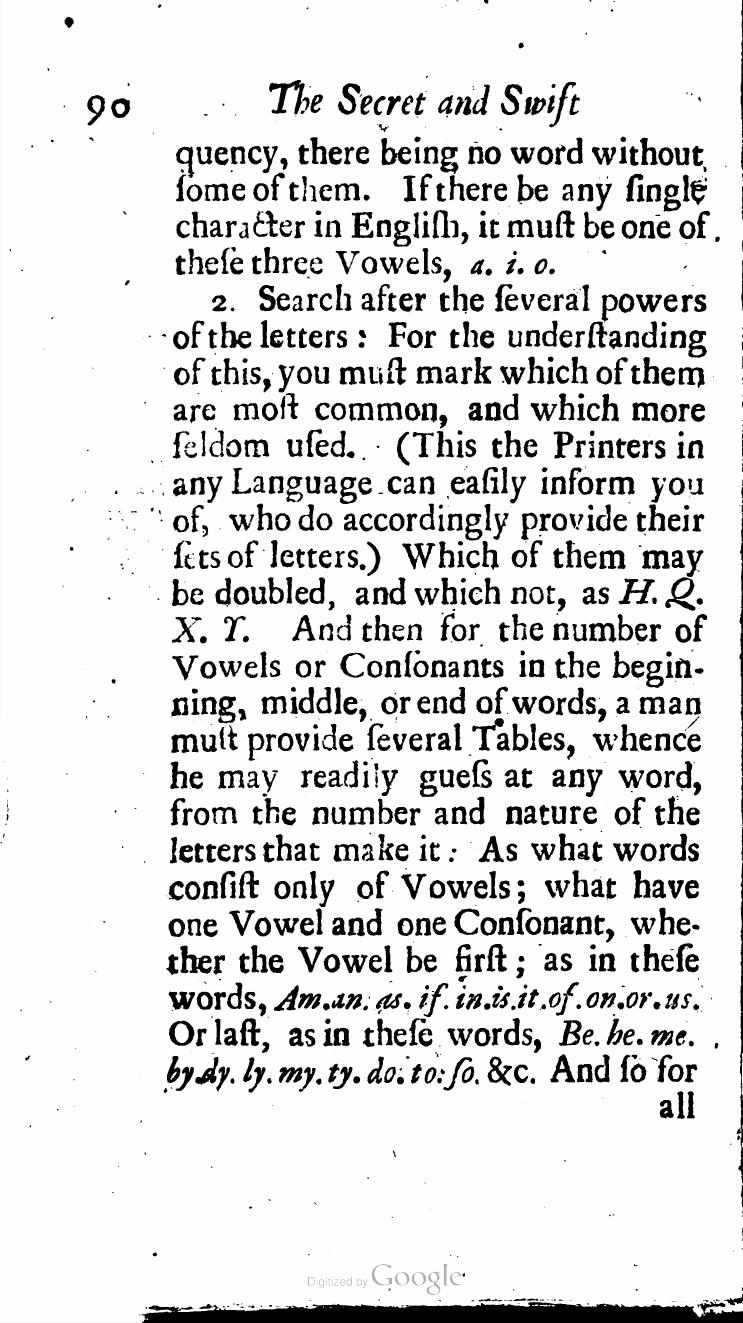 90 The Secret and Swift
quency, there being no word without
ſome of them. If there be any ſingle
character in Engliſh, it muſt be one of
theſe three Vowels, a. i. o.
2. Search after the ſeveral powers
of the letters : For the underſtanding
of this, you muſt mark which of them
are moſt common, and which more
ſeldom uſed. (This the Printers in
any Language can eaſily inform you
of, who do accordingly provide their
ſets of letters.) Which of them may
be doubled, and which not, as H. Q.
X. Y. And then for the number of
Vowels or Conſonants in the begin-
ning, middle, or end of words, a man
muſt provide ſeveral Tables, whence
he may readily gueſs at any word,
from the number and nature of the
letters that make it : As what words
conſiſt only of Vowels ; what have
one Vowel and one Conſonant, whe-
ther the Vowel be firſt ; as in theſe
words, Am. an. as. if. in. is. it. of. on. or. us.
Or laſt, as in theſe words, Be. he. me.
by. dy. ly. my. ty. do. to: ſo. &c. And ſo for
all
Digitized by Google